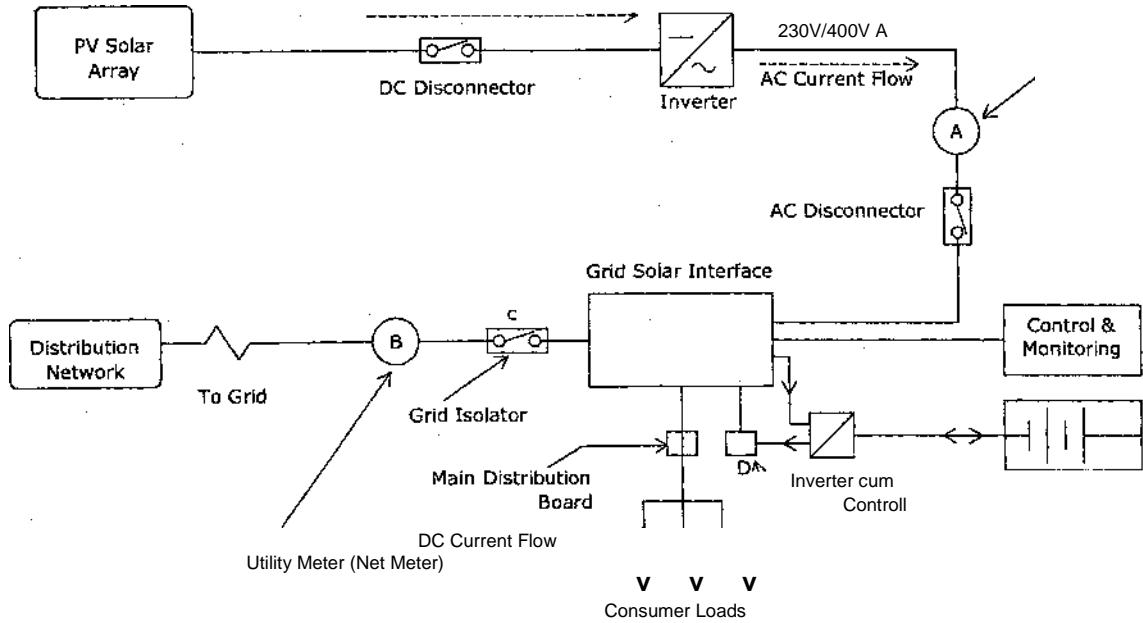 PV Solar
Array
DC Disconnector
Inverter
230V/400V A
AC Current Flow
A
AC Disconnector
Grid Solar Interface
Distribution
Network
To Grid
B
C
Grid Isolator
Control &
Monitoring
Main Distribution
Board
D
Inverter cum
Controll
DC Current Flow
Utility Meter (Net Meter)
V V V
Consumer Loads